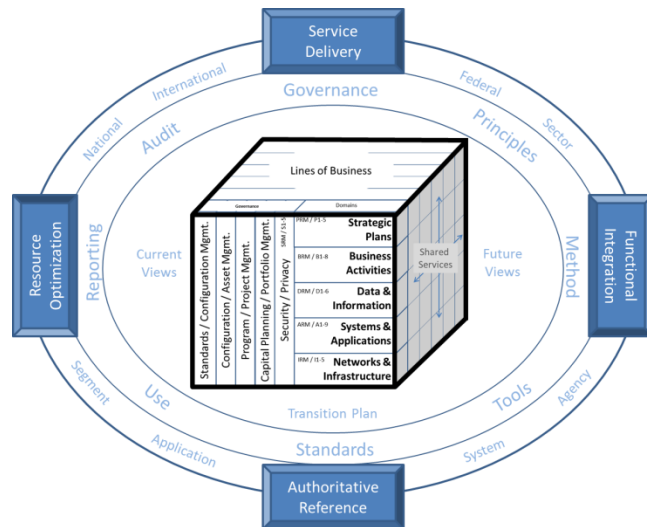 Service
Delivery
International
Federal
Governance
National
Sector
Audit
Principles
Lines of Business
Governance
Domains
Resource
Optimization
Reporting
Current
Views
Standards / Configuration Mgmt.
Configuration / Asset Mgmt.
Program / Project Mgmt.
Capital Planning / Portfolio Mgmt.
Security / Privacy
SRM / S1-5
PRM / P1-5
Strategic
Plans
BRM / B1-8
Business
Activities
DRM / D1-6
Data &
Information
ARM / A1-9
Systems &
Applications
IRM / I1-5
Networks &
Infrastructure
Shared
Services
Future
Views
Method
Functional
Integration
Segment
Use
Transition Plan
Tools
Agency
Application
Standards
System
Authoritative
Reference